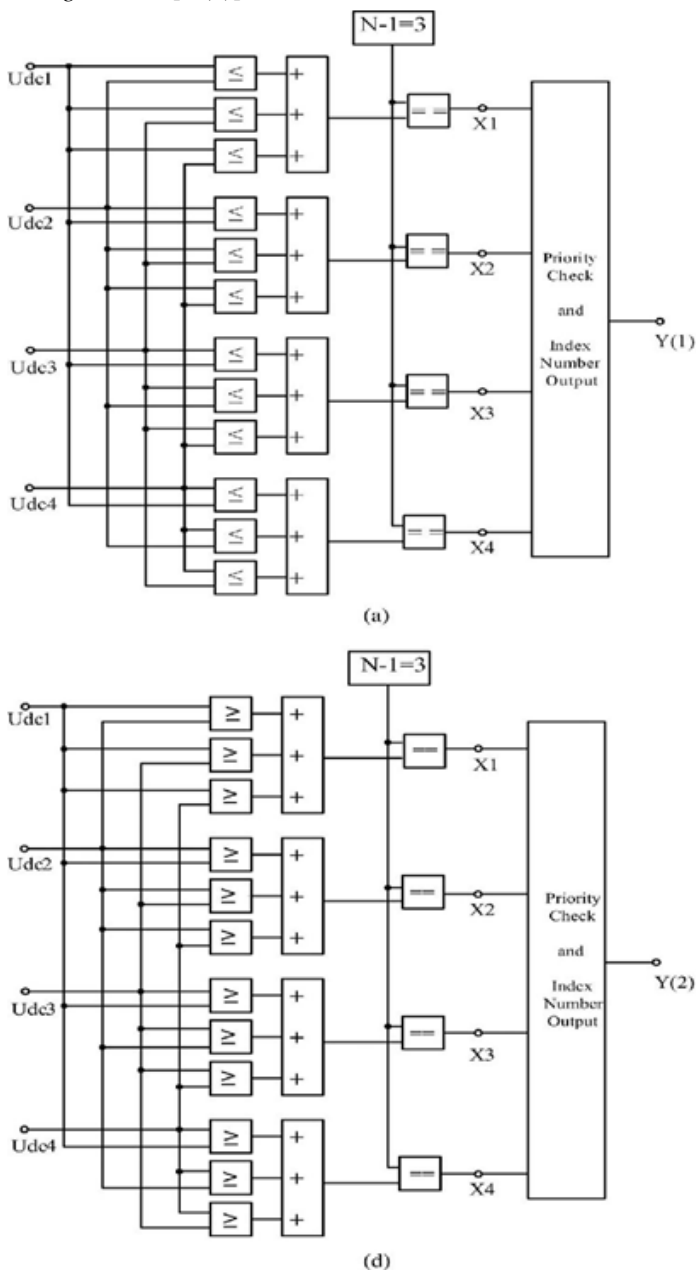 N-1=3
Udc1
≤
+
≤
+
≤
+
==
X1
Udc2
≤
+
≤
+
≤
+
==
X2
Priority
Check
and
Index
Number
Output
Y(1)
Udc3
≤
+
≤
+
≤
+
==
X3
Udc4
≤
+
≤
+
≤
+
==
X4
(a)
N-1=3
Udc1
≥
+
≥
+
≥
+
==
X1
Udc2
≥
+
≥
+
≥
+
==
X2
Priority
Check
and
Index
Number
Output
Y(2)
Udc3
≥
+
≥
+
≥
+
==
X3
Udc4
≥
+
≥
+
≥
+
==
X4
(d)